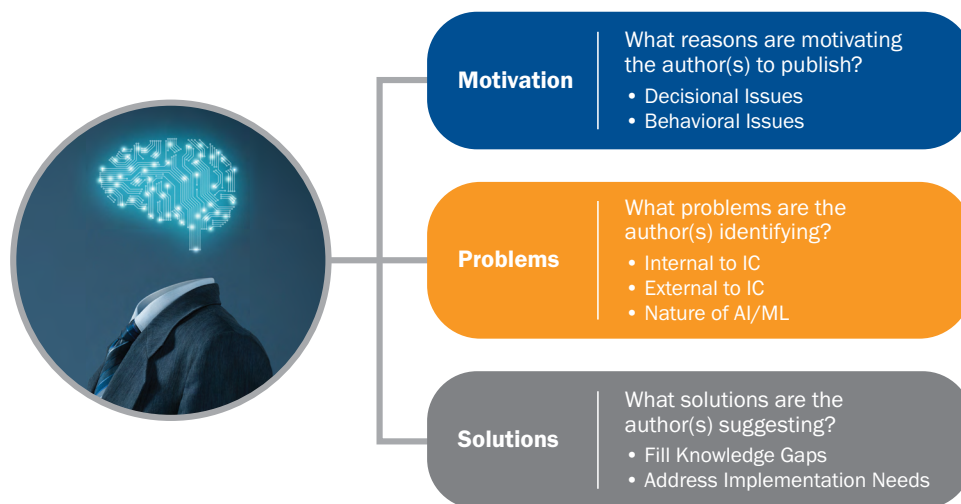 Motivation
What reasons are motivating
the author(s) to publish?
• Decisional Issues
• Behavioral Issues
Problems
What problems are the
author(s) identifying?
• Internal to IC
• External to IC
• Nature of AI/ML
Solutions
What solutions are the
author(s) suggesting?
• Fill Knowledge Gaps
• Address Implementation Needs